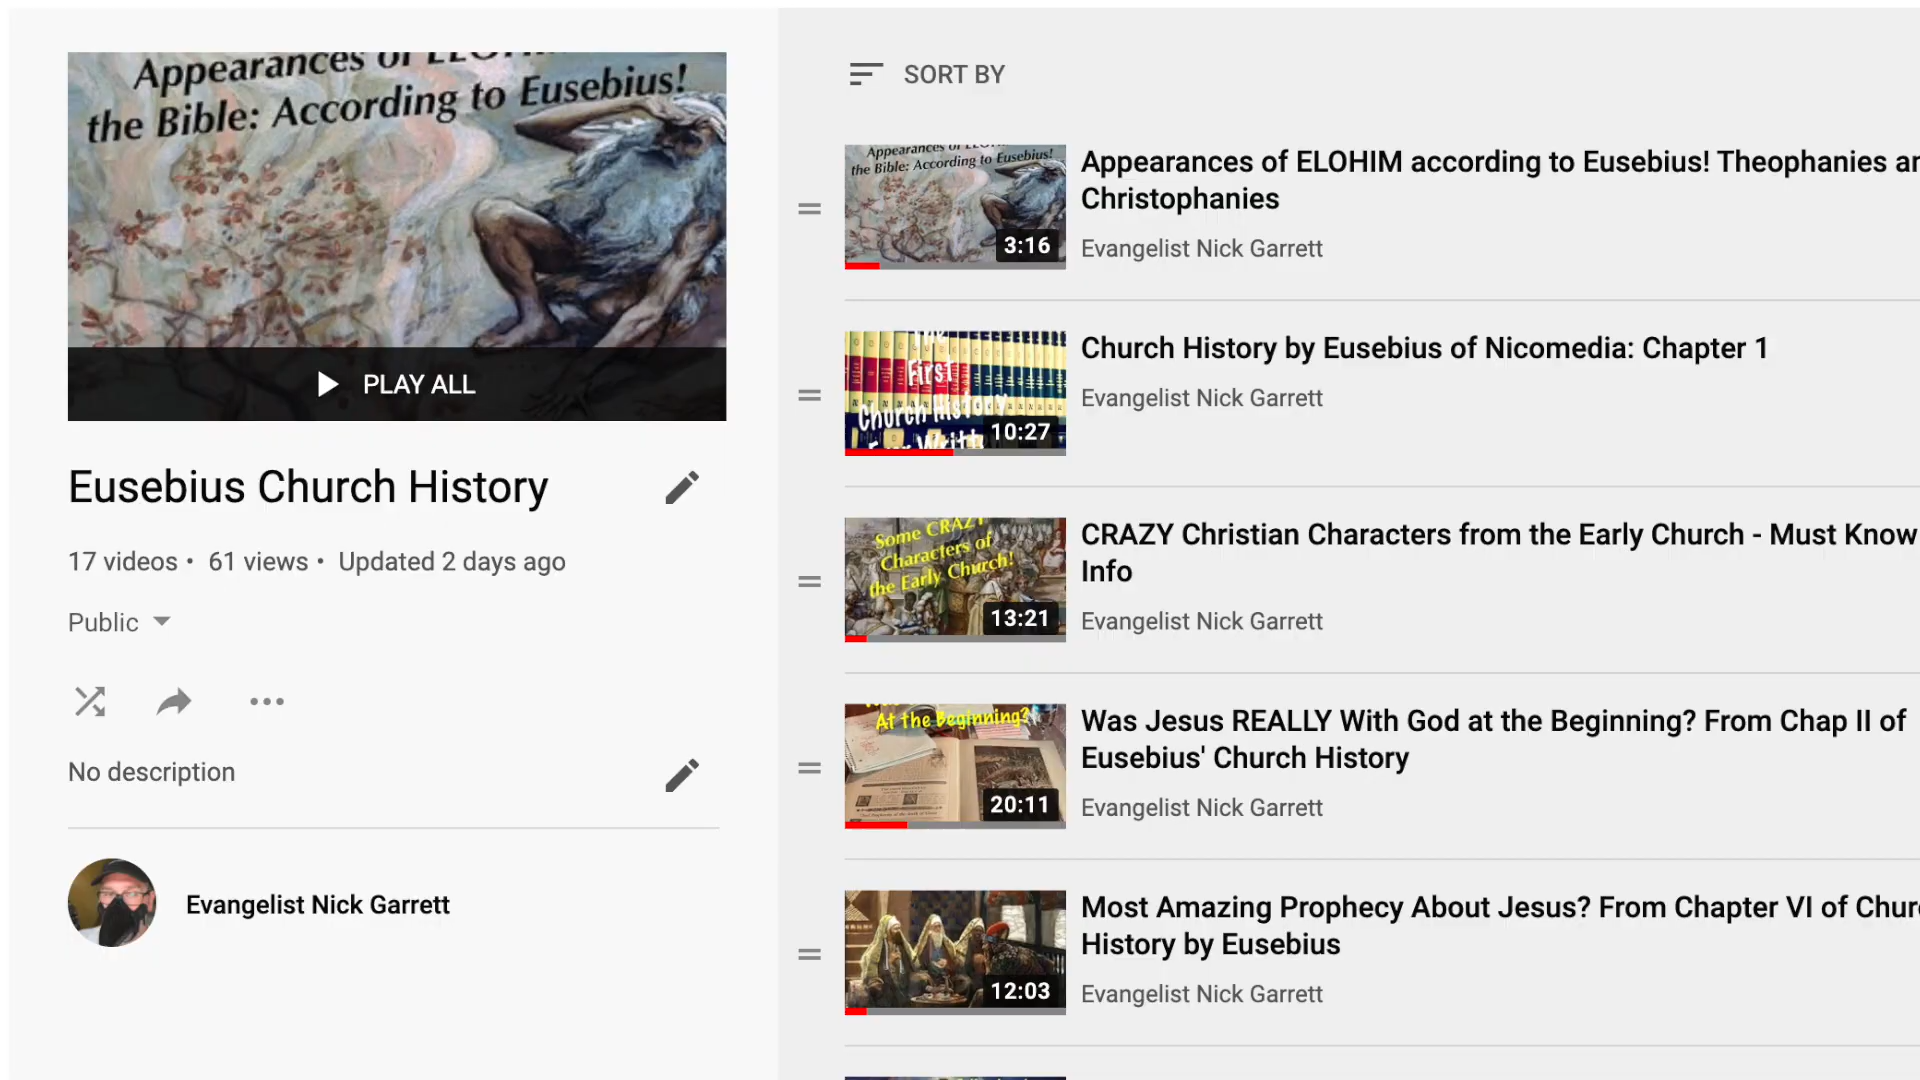 Appearances of ELOHIM
the Bible: According to Eusebius!
PLAY ALL
Eusebius Church History
17 videos • 61 views • Updated 2 days ago
Public
No description
Evangelist Nick Garrett
SORT BY
Appearances of ELOHIM
the Bible: According to Eusebius!
3:16
Appearances of ELOHIM according to Eusebius! Theophanies
Christophanies
Evangelist Nick Garrett
The
First
Church History
Ever Writt
10:27
Church History by Eusebius of Nicomedia: Chapter 1
Evangelist Nick Garrett
Some CRAZY
Characters of
the Early Church!
13:21
CRAZY Christian Characters from the Early Church - Must Know
Info
Evangelist Nick Garrett
At the Beginning?
20:11
Was Jesus REALLY With God at the Beginning? From Chap II of
Eusebius' Church History
Evangelist Nick Garrett
12:03
Most Amazing Prophecy About Jesus? From Chapter VI of
History by Eusebius
Evangelist Nick Garrett